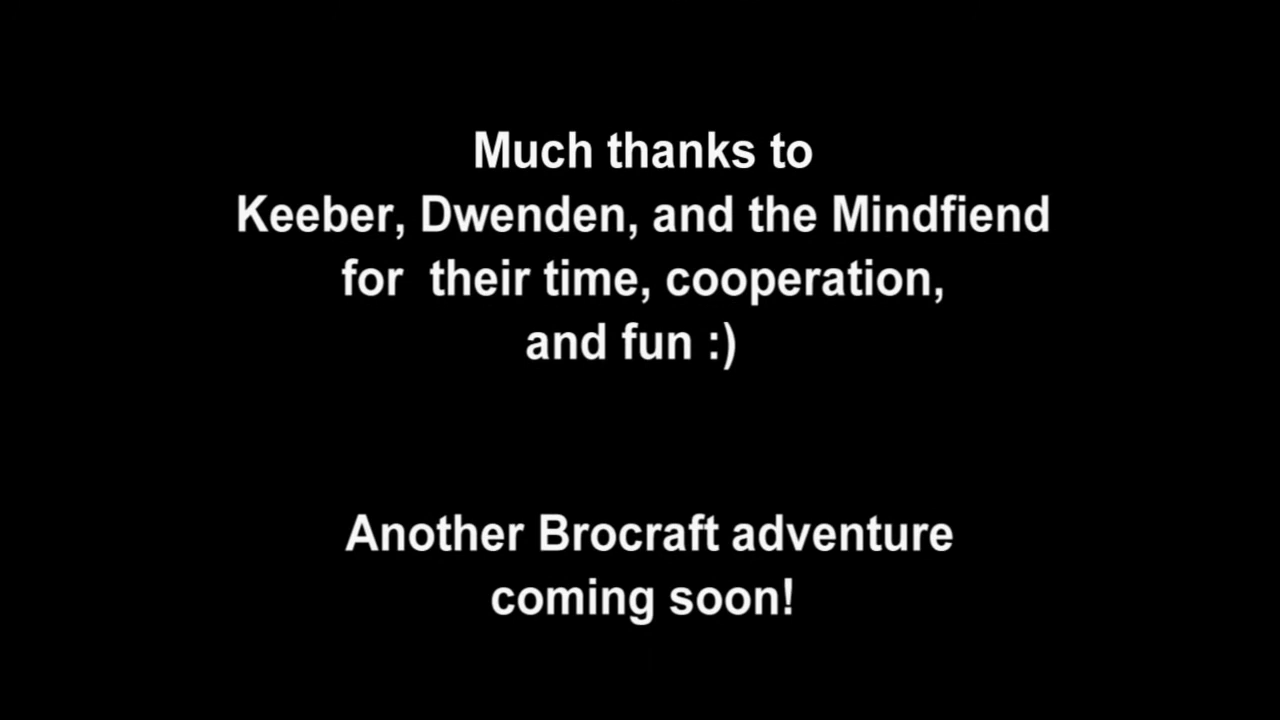 Much thanks to
Keeber, Dwenden, and the Mindfiend
for  their time, cooperation,
and fun :)
Another Brocraft adventure
coming soon!